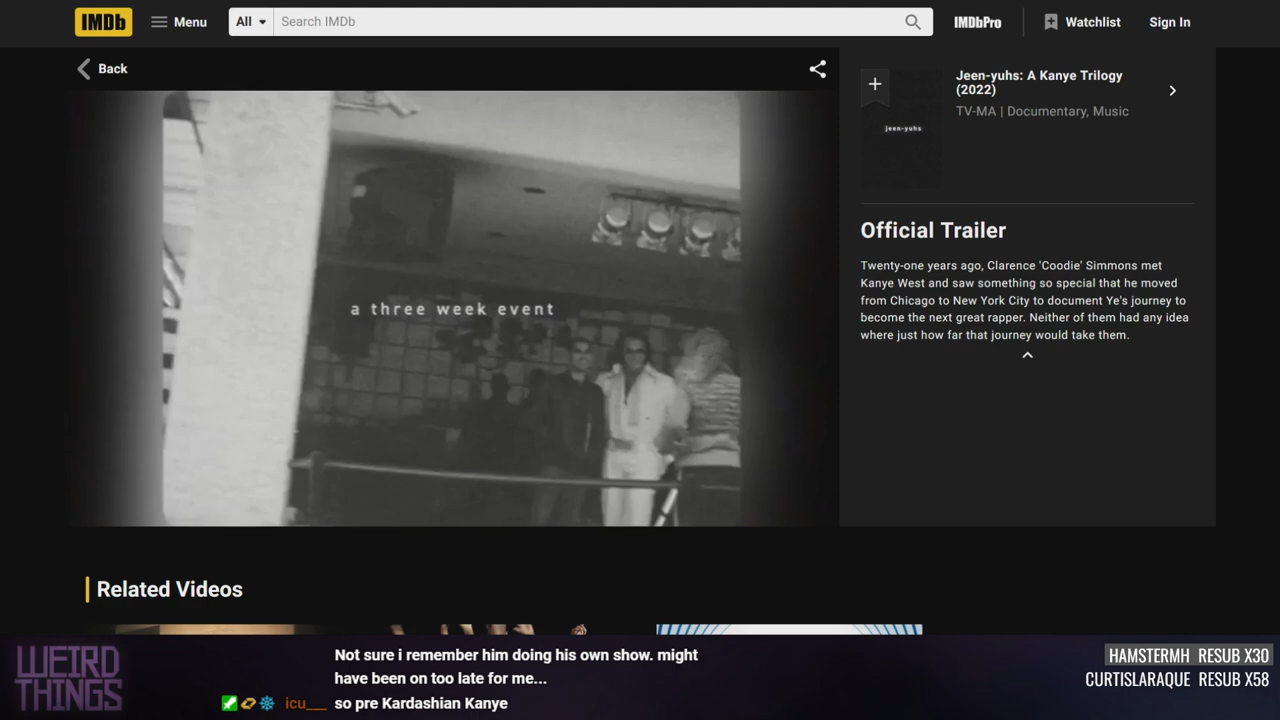 IMDb
Menu
All
Search IMDb
IMDbPro
Watchlist
Sign In
Back
Jeen-yuhs: A Kanye Trilogy
(2022)
TV-MA | Documentary, Music
jeen-yuhs
a three week event
Official Trailer
Twenty-one years ago, Clarence 'Coodie' Simmons met
Kanye West and saw something so special that he moved
from Chicago to New York City to document Ye's journey to
become the next great rapper. Neither of them had any idea
where just how far that journey would take them.
Related Videos
WEIRD
THINGS
Not sure i remember him doing his own show. might
have been on too late for me...
icu___ so pre Kardashian Kanye
HAMSTERMH RESUB X30
CURTISLARAQUE RESUB X58